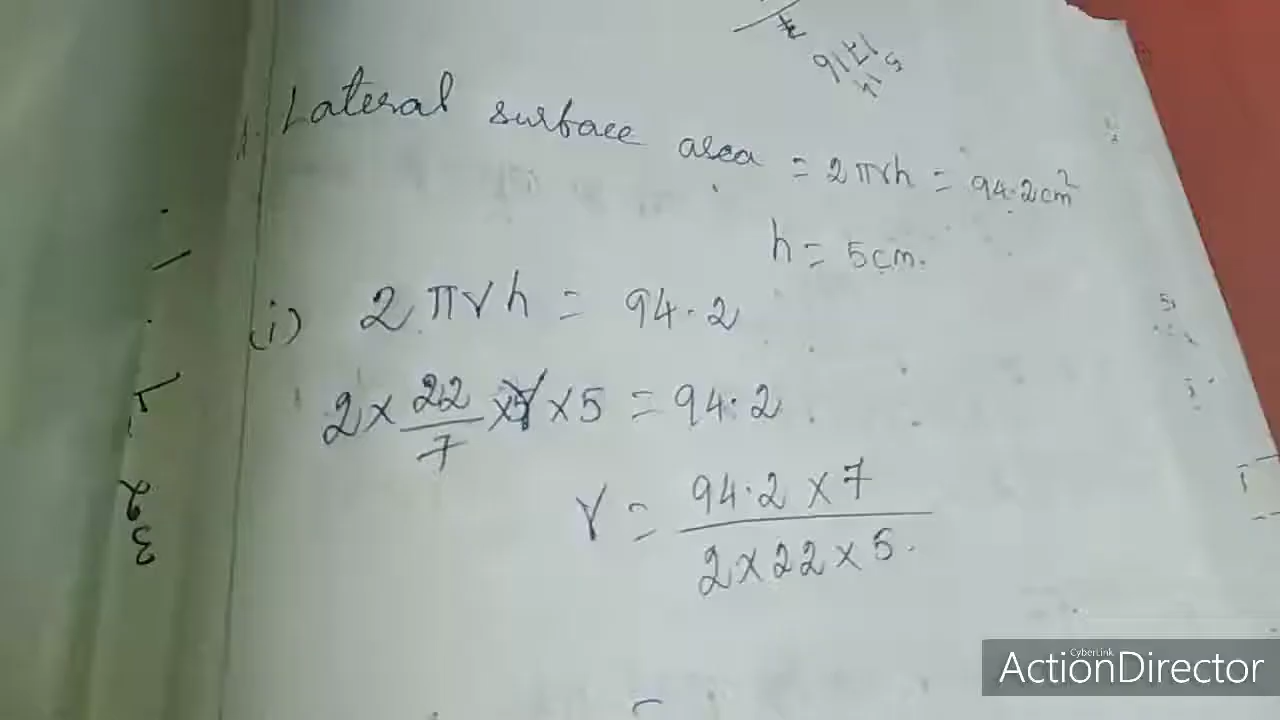 Lateral surface area = 2πrh = 94.2cm²
h = 5cm.
(i) 2πrh = 94.2
2 × 22/7 × r × 5 = 94.2
r = 94.2 × 7 / 2 × 22 × 5.
CyberLink
ActionDirector